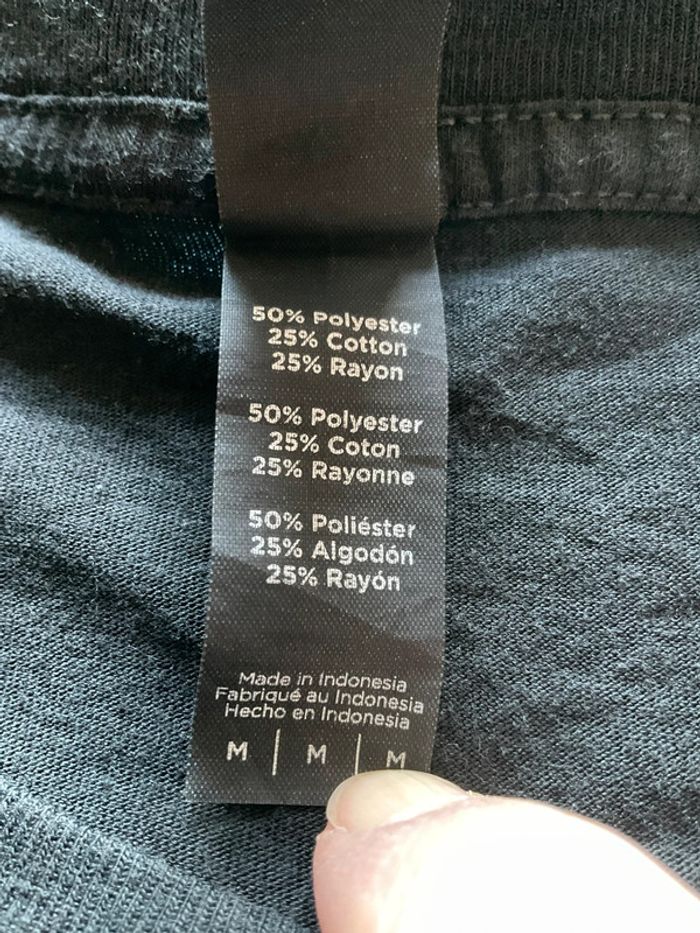 50% Polyester
25% Cotton
25% Rayon
50% Polyester
25% Coton
25% Rayonne
50% Poliéster
25% Algodón
25% Rayón
Made in Indonesia
Fabriqué au Indonesia
Hecho en Indonesia
M | M | M